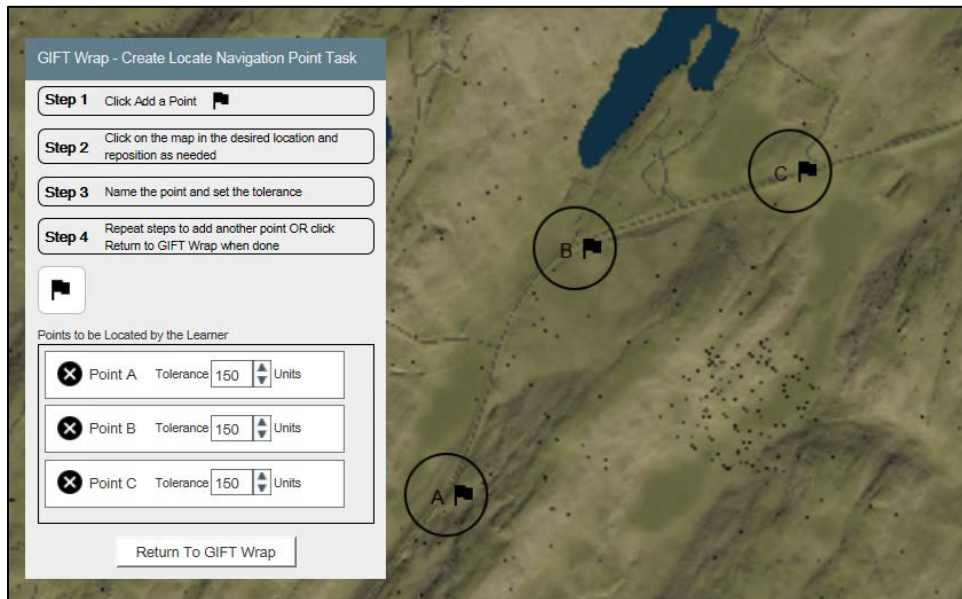 GIFT Wrap - Create Locate Navigation Point Task
Step 1 Click Add a Point
Step 2 Click on the map in the desired location and
reposition as needed
Step 3 Name the point and set the tolerance
Step 4 Repeat steps to add another point OR click
Return to GIFT Wrap when done
Points to be Located by the Learner
Point A Tolerance 150 Units
Point B Tolerance 150 Units
Point C Tolerance 150 Units
Return To GIFT Wrap
C
B
A